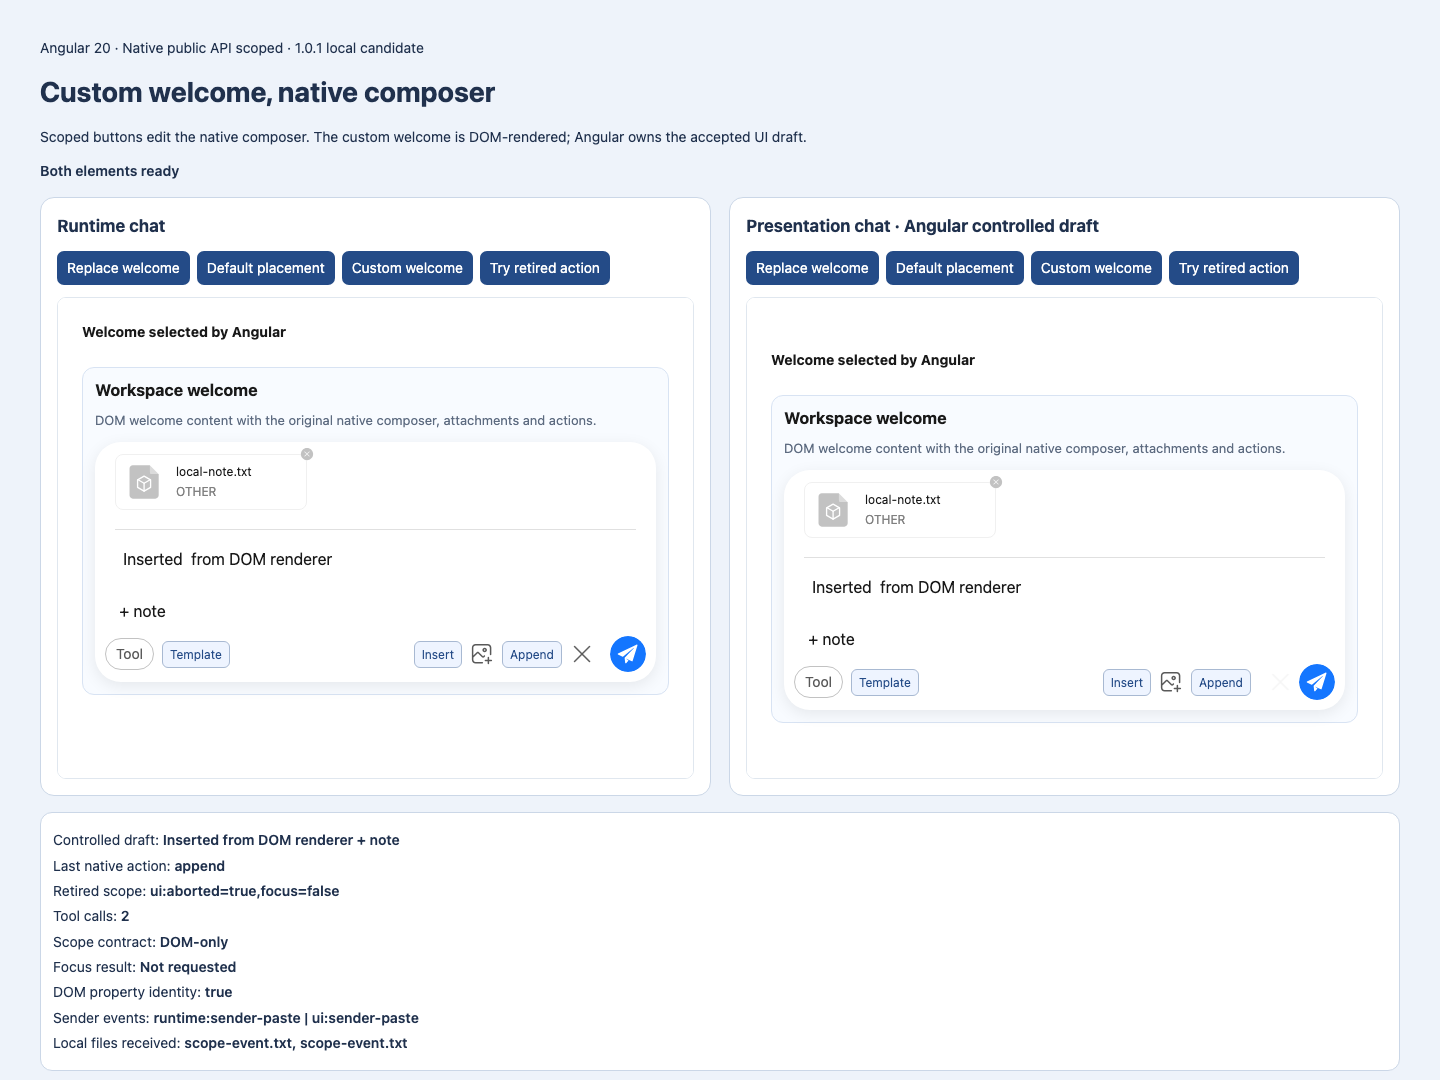 Angular 20 · Native public API scoped · 1.0.1 local candidate
Custom welcome, native composer
Scoped buttons edit the native composer. The custom welcome is DOM-rendered; Angular owns the accepted UI draft.
Both elements ready
Runtime chat
Replace welcome
Default placement
Custom welcome
Try retired action
Welcome selected by Angular
Workspace welcome
DOM welcome content with the original native composer, attachments and actions.
local-note.txt
OTHER
Inserted  from DOM renderer
+ note
Tool
Template
Insert
Append
Presentation chat · Angular controlled draft
Replace welcome
Default placement
Custom welcome
Try retired action
Welcome selected by Angular
Workspace welcome
DOM welcome content with the original native composer, attachments and actions.
local-note.txt
OTHER
Inserted  from DOM renderer
+ note
Tool
Template
Insert
Append
Controlled draft: Inserted from DOM renderer + note
Last native action: append
Retired scope: ui:aborted=true,focus=false
Tool calls: 2
Scope contract: DOM-only
Focus result: Not requested
DOM property identity: true
Sender events: runtime:sender-paste | ui:sender-paste
Local files received: scope-event.txt, scope-event.txt